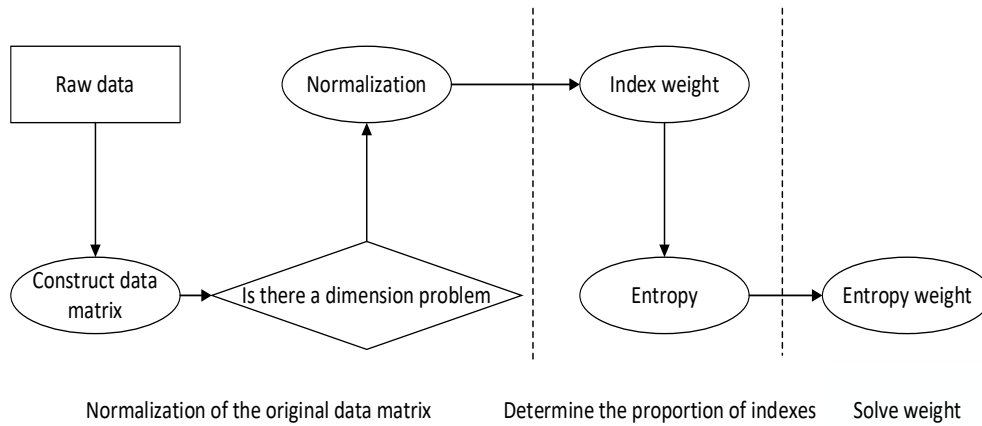 Raw data
Normalization
Index weight
Construct data
matrix
Is there a dimension problem
Entropy
Entropy weight
Normalization of the original data matrix
Determine the proportion of indexes
Solve weight